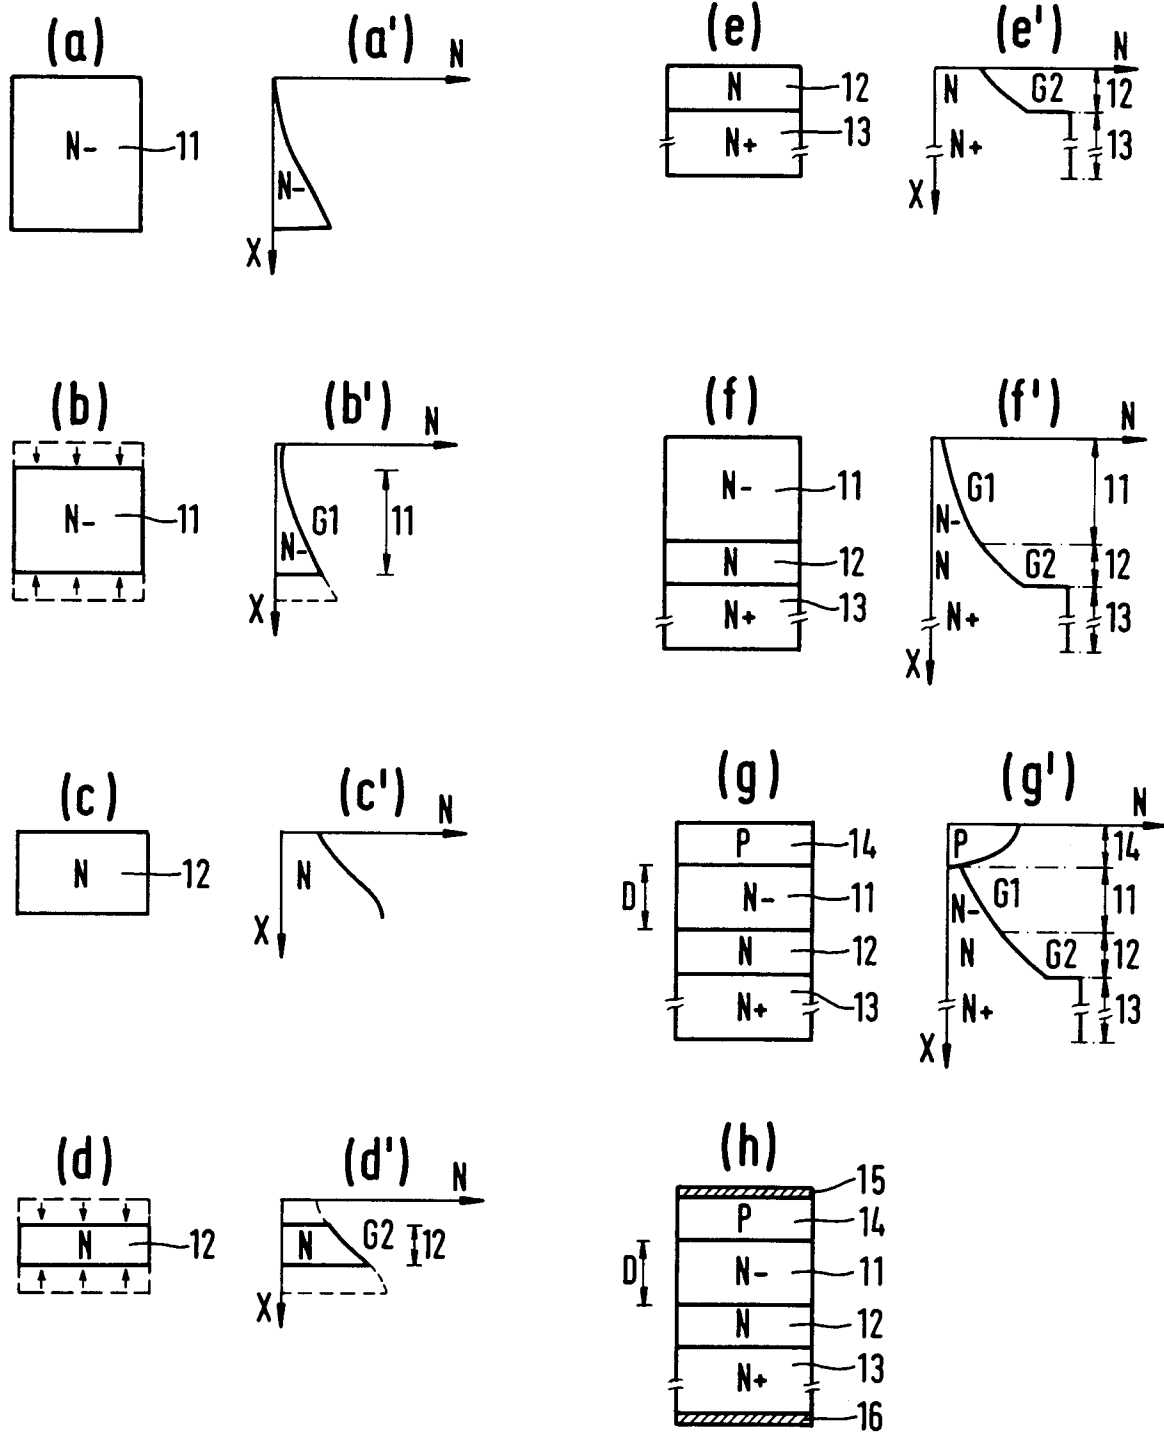 (a)
N-
11
(a')
N
N-
X
(b)
N-
11
(b')
N
G1
11
N-
X
(c)
N
12
(c')
N
N
X
(d)
N
12
(d')
N
G2
12
N
X
(e)
N
12
N+
13
(e')
N
N
G2
12
N+
13
X
(f)
N-
11
N
12
N+
13
(f')
N
G1
11
N-
N
G2
12
N+
13
X
(g)
P
14
D
N-
11
N
12
N+
13
(g')
N
P
14
G1
11
N-
N
G2
12
N+
13
X
(h)
15
P
14
D
N-
11
N
12
N+
13
16